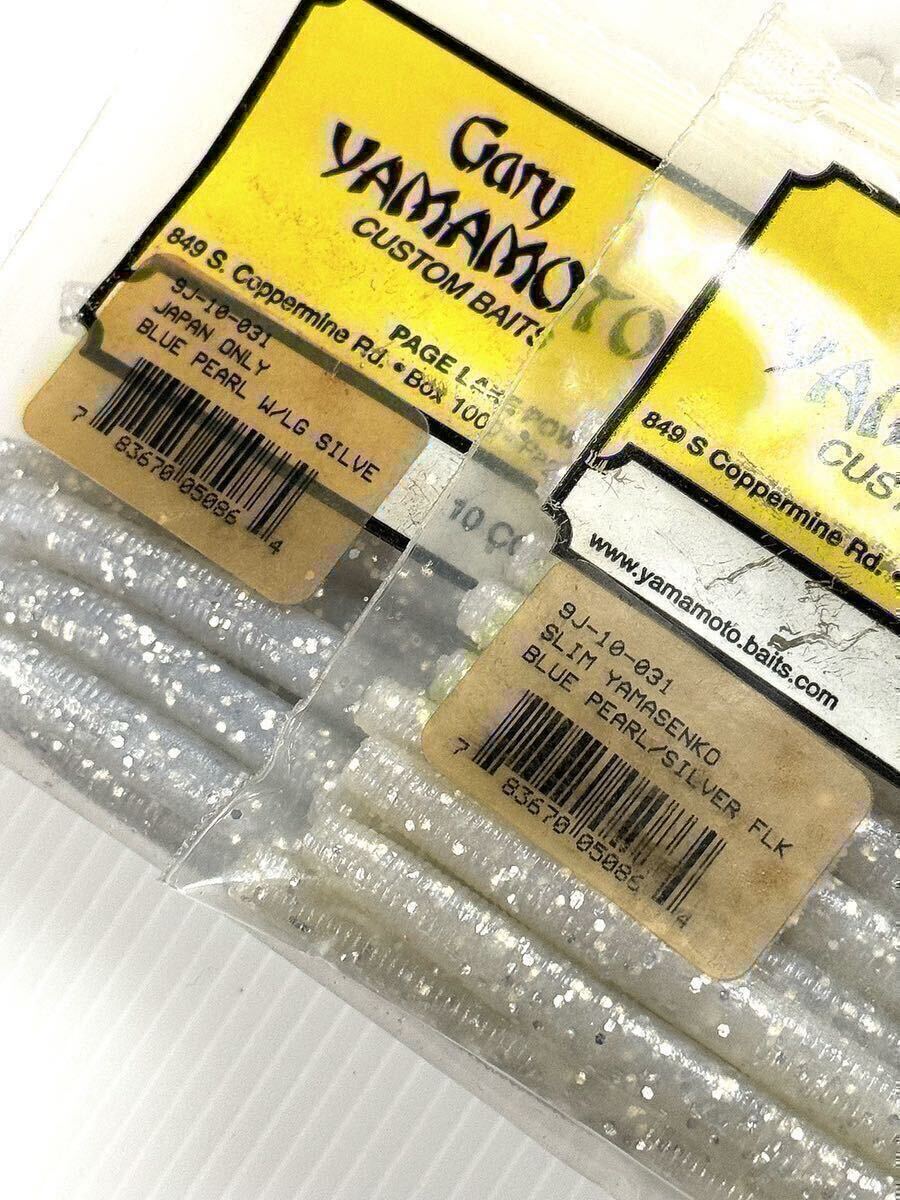 Gary
YAMAMOTO
CUSTOM BAITS
849 S. Coppermine Rd. • Box 100
PAGE
9J-10-031
JAPAN ONLY
BLUE PEARL W/LG SILVE
7 83670 05086 4
10 CO
YAM
CUS
849 S Coppermine Rd. •
www.yamamoto.baits.com
9J-10-031
SLIM YAMASENKO
BLUE PEARL/SILVER FLK
7 83670 05086 4